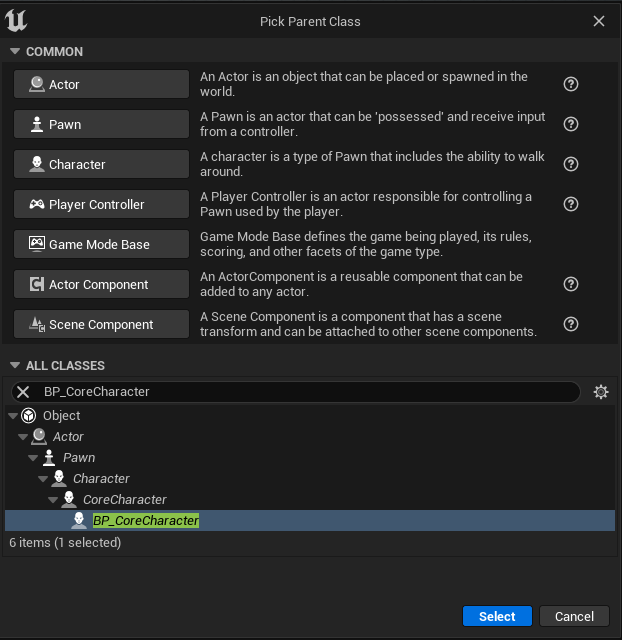 Pick Parent Class
COMMON
Actor
An Actor is an object that can be placed or spawned in the
world.
Pawn
A Pawn is an actor that can be 'possessed' and receive input
from a controller.
Character
A character is a type of Pawn that includes the ability to walk
around.
Player Controller
A Player Controller is an actor responsible for controlling a
Pawn used by the player.
Game Mode Base
Game Mode Base defines the game being played, its rules,
scoring, and other facets of the game type.
Actor Component
An ActorComponent is a reusable component that can be
added to any actor.
Scene Component
A Scene Component is a component that has a scene
transform and can be attached to other scene components.
ALL CLASSES
BP_CoreCharacter
Object
Actor
Pawn
Character
CoreCharacter
BP_CoreCharacter
6 items (1 selected)
Select
Cancel